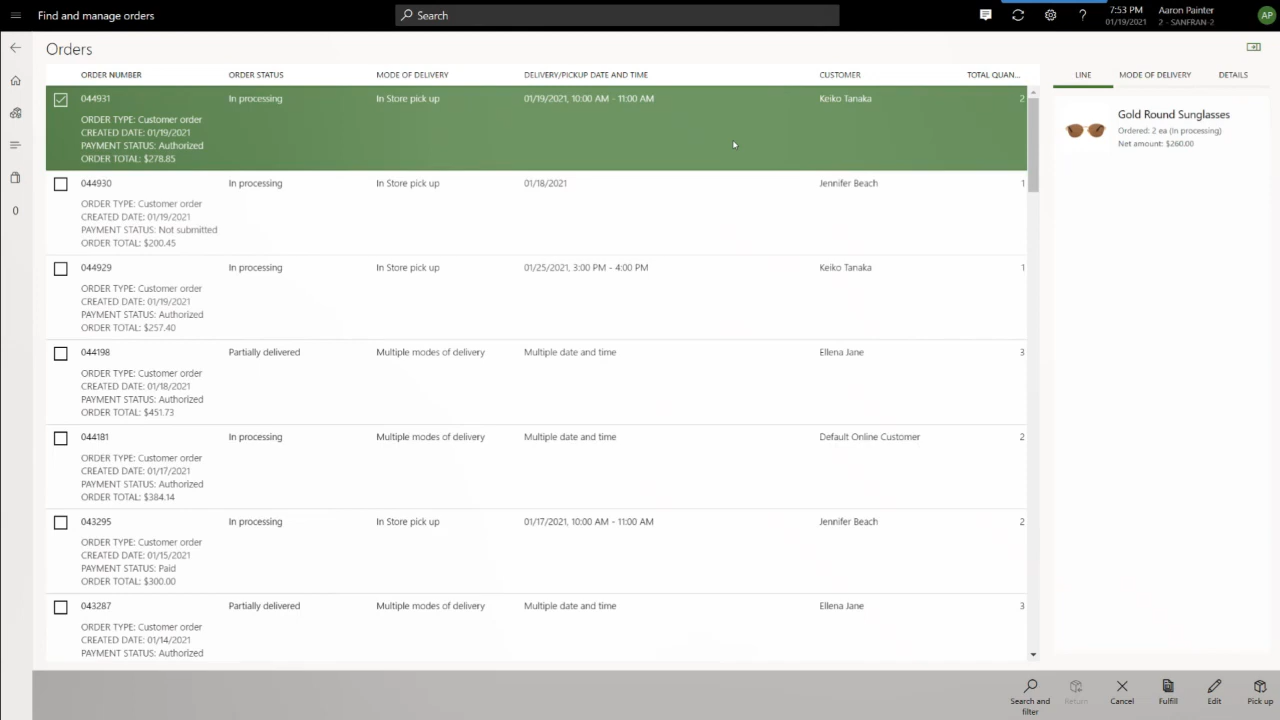 Find and manage orders
Search
7:53 PM
01/19/2021
Aaron Painter
2 - SANFRAN-2
AP
Orders
ORDER NUMBER ORDER STATUS MODE OF DELIVERY DELIVERY/PICKUP DATE AND TIME CUSTOMER TOTAL QUAN...
044931 In processing In Store pick up 01/19/2021, 10:00 AM - 11:00 AM Keiko Tanaka 2
ORDER TYPE: Customer order
CREATED DATE: 01/19/2021
PAYMENT STATUS: Authorized
ORDER TOTAL: $278.85
044930 In processing In Store pick up 01/18/2021 Jennifer Beach 1
ORDER TYPE: Customer order
CREATED DATE: 01/19/2021
PAYMENT STATUS: Not submitted
ORDER TOTAL: $200.45
044929 In processing In Store pick up 01/25/2021, 3:00 PM - 4:00 PM Keiko Tanaka 1
ORDER TYPE: Customer order
CREATED DATE: 01/19/2021
PAYMENT STATUS: Authorized
ORDER TOTAL: $257.40
044198 Partially delivered Multiple modes of delivery Multiple date and time Ellena Jane 3
ORDER TYPE: Customer order
CREATED DATE: 01/18/2021
PAYMENT STATUS: Authorized
ORDER TOTAL: $451.73
044181 In processing Multiple modes of delivery Multiple date and time Default Online Customer 2
ORDER TYPE: Customer order
CREATED DATE: 01/17/2021
PAYMENT STATUS: Authorized
ORDER TOTAL: $384.14
043295 In processing In Store pick up 01/17/2021, 10:00 AM - 11:00 AM Jennifer Beach 2
ORDER TYPE: Customer order
CREATED DATE: 01/15/2021
PAYMENT STATUS: Paid
ORDER TOTAL: $300.00
043287 Partially delivered Multiple modes of delivery Multiple date and time Ellena Jane 3
ORDER TYPE: Customer order
CREATED DATE: 01/14/2021
PAYMENT STATUS: Authorized
0
LINE MODE OF DELIVERY DETAILS
Gold Round Sunglasses
Ordered: 2 ea (In processing)
Net amount: $260.00
Search and
filter
Return
Cancel
Fulfill
Edit
Pick up